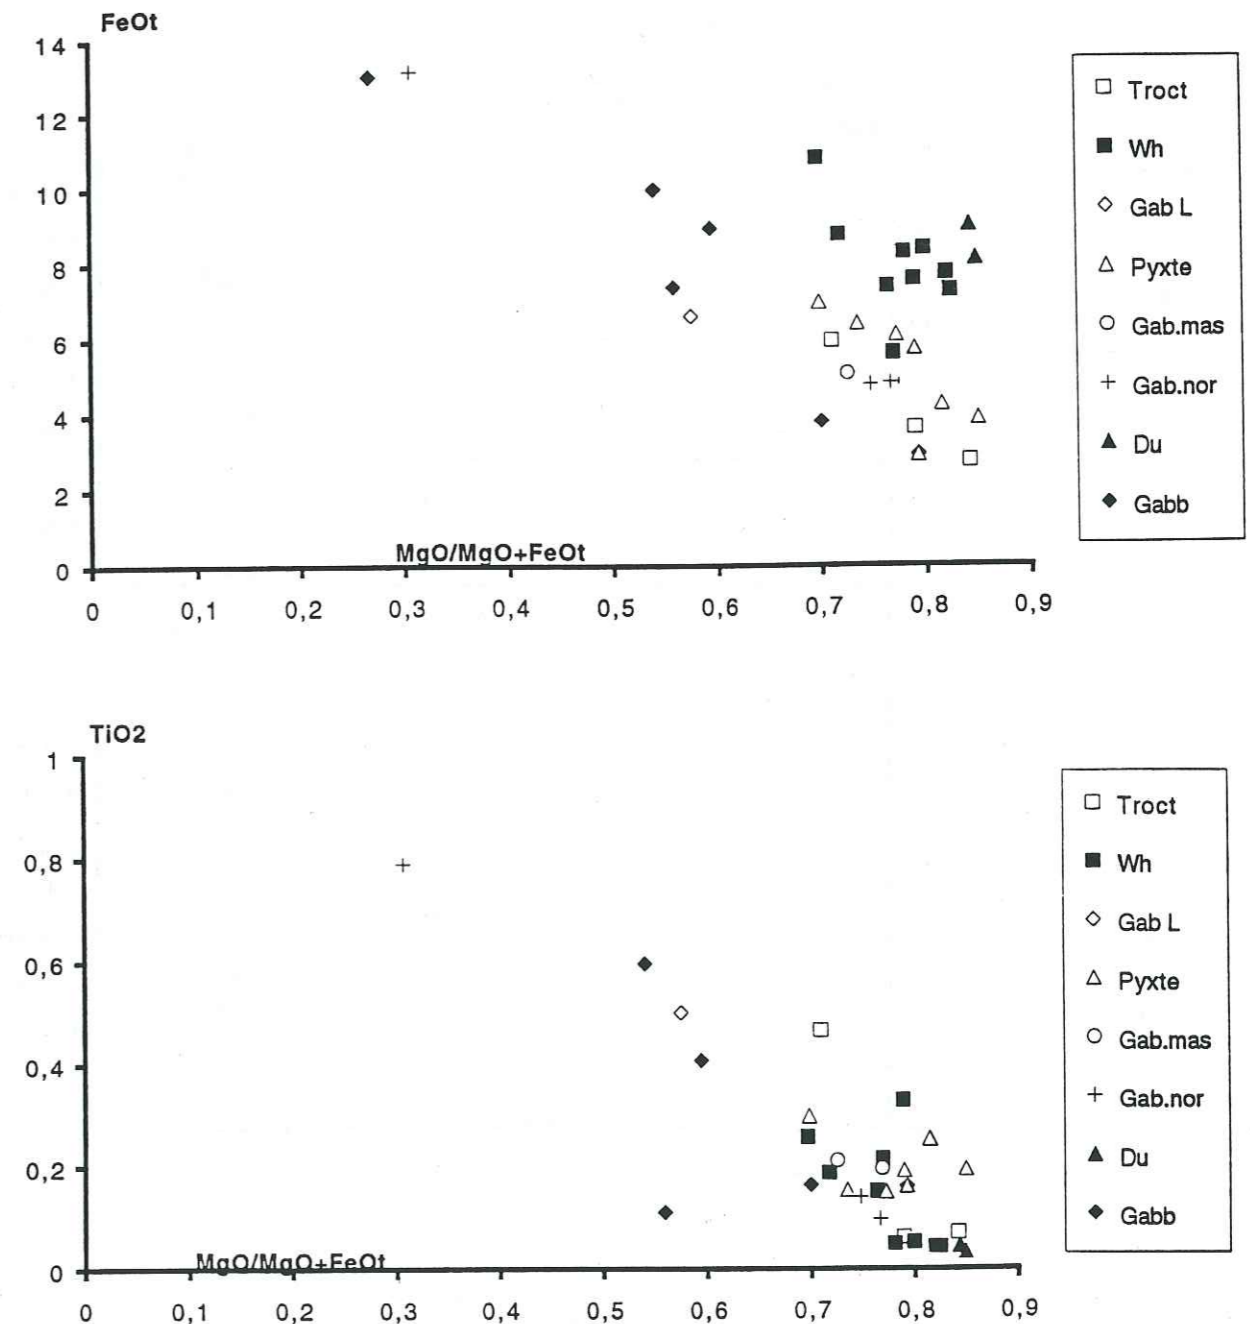 FeOt
14
12
10
8
6
4
2
0
MgO/MgO+FeOt
0 0,1 0,2 0,3 0,4 0,5 0,6 0,7 0,8 0,9
Troct
Wh
Gab L
Pyxte
Gab.mas
Gab.nor
Du
Gabb
TiO2
1
0,8
0,6
0,4
0,2
0
MgO/MgO+FeOt
0 0,1 0,2 0,3 0,4 0,5 0,6 0,7 0,8 0,9
Troct
Wh
Gab L
Pyxte
Gab.mas
Gab.nor
Du
Gabb